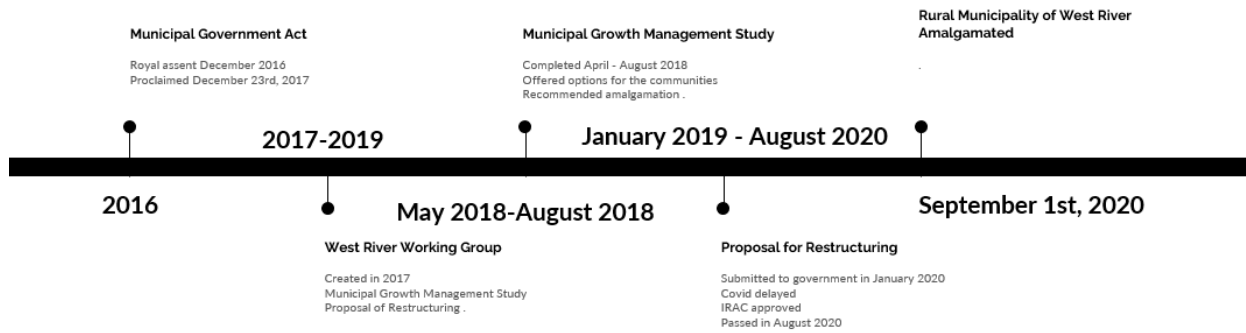 Municipal Government Act
Royal assent December 2016
Proclaimed December 23rd, 2017
2016
2017-2019
West River Working Group
Created in 2017
Municipal Growth Management Study
Proposal of Restructuring .
Municipal Growth Management Study
Completed April - August 2018
Offered options for the communities
Recommended amalgamation .
May 2018-August 2018
January 2019 - August 2020
Proposal for Restructuring
Submitted to government in January 2020
Covid delayed
IRAC approved
Passed in August 2020
Rural Municipality of West River
Amalgamated
.
September 1st, 2020